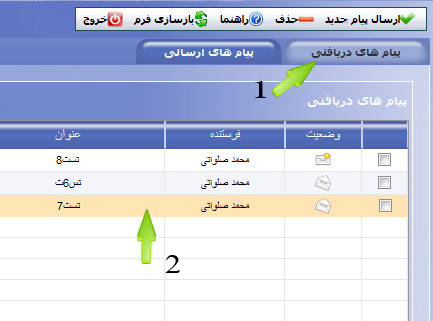 ارسال پیام جدید حذف راهنما بازسازی فرم خروج
پیام های دریافتی پیام های ارسالی
1
پیام های دریافتی
وضعیت فرستنده عنوان
محمد صلواتی تست8
محمد صلواتی تس6ت
محمد صلواتی تست7
2